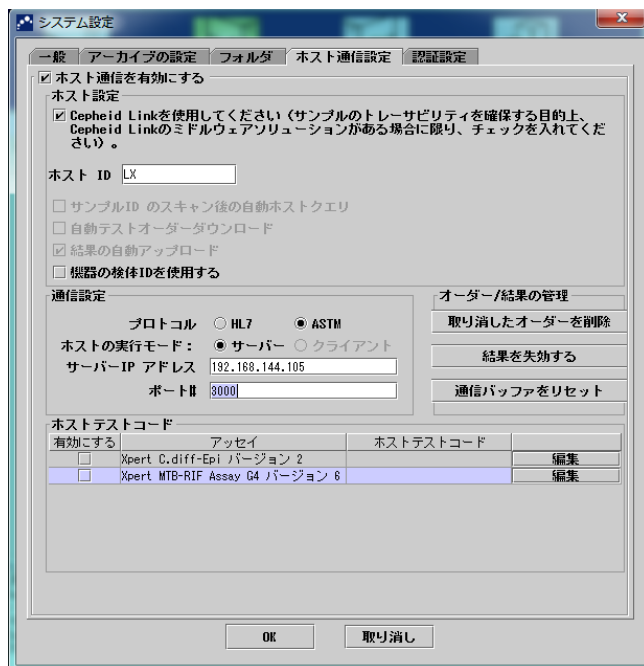 システム設定
一般 アーカイブの設定 フォルダ ホスト通信設定 認証設定
ホスト通信を有効にする
ホスト設定
Cepheid Linkを使用してください（サンプルのトレーサビリティを確保する目的上、
Cepheid Linkのミドルウェアソリューションがある場合に限り、チェックを入れてくだ
さい）。
ホスト ID LX
サンプルID のスキャン後の自動ホストクエリ
自動テストオーダーダウンロード
結果の自動アップロード
機器の検体IDを使用する
通信設定
プロトコル HL7 ASTM
ホストの実行モード： サーバー クライアント
サーバーIP アドレス 192.168.144.105
ポート# 3000
オーダー/結果の管理
取り消したオーダーを削除
結果を失効する
通信バッファをリセット
ホストテストコード
有効にする アッセイ ホストテストコード
Xpert C.diff-Epi バージョン 2 編集
Xpert MTB-RIF Assay G4 バージョン 6 編集
OK 取り消し